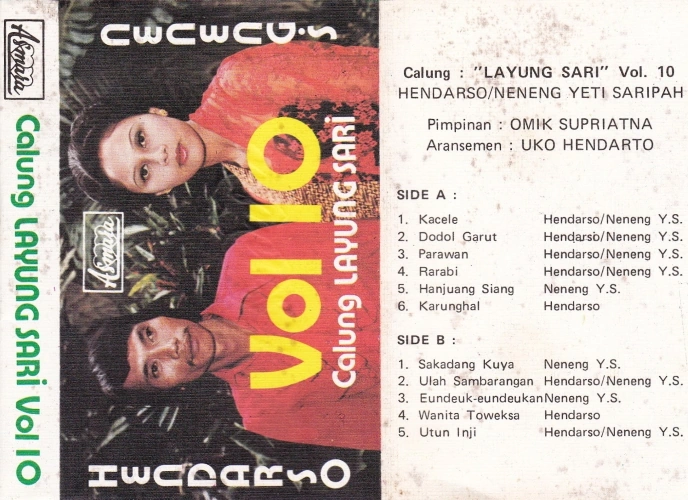 Asmara
Calung LAYUNG SARI Vol 10
NENENG.S
Vol 10
Calung LAYUNG SARI
Asmara
HENDARSO
Calung : "LAYUNG SARI" Vol. 10
HENDARSO/NENENG YETI SARIPAH
Pimpinan : OMIK SUPRIATNA
Aransemen : UKO HENDARTO
SIDE A :
1. Kacele Hendarso/Neneng Y.S.
2. Dodol Garut Hendarso/Neneng Y.S.
3. Parawan Hendarso/Neneng Y.S.
4. Rarabi Hendarso/Neneng Y.S.
5. Hanjuang Siang Neneng Y.S.
6. Karunghal Hendarso
SIDE B :
1. Sakadang Kuya Neneng Y.S.
2. Ulah Sambarangan Hendarso/Neneng Y.S.
3. Eundeuk-eundeukan Neneng Y.S.
4. Wanita Toweksa Hendarso
5. Utun Inji Hendarso/Neneng Y.S.